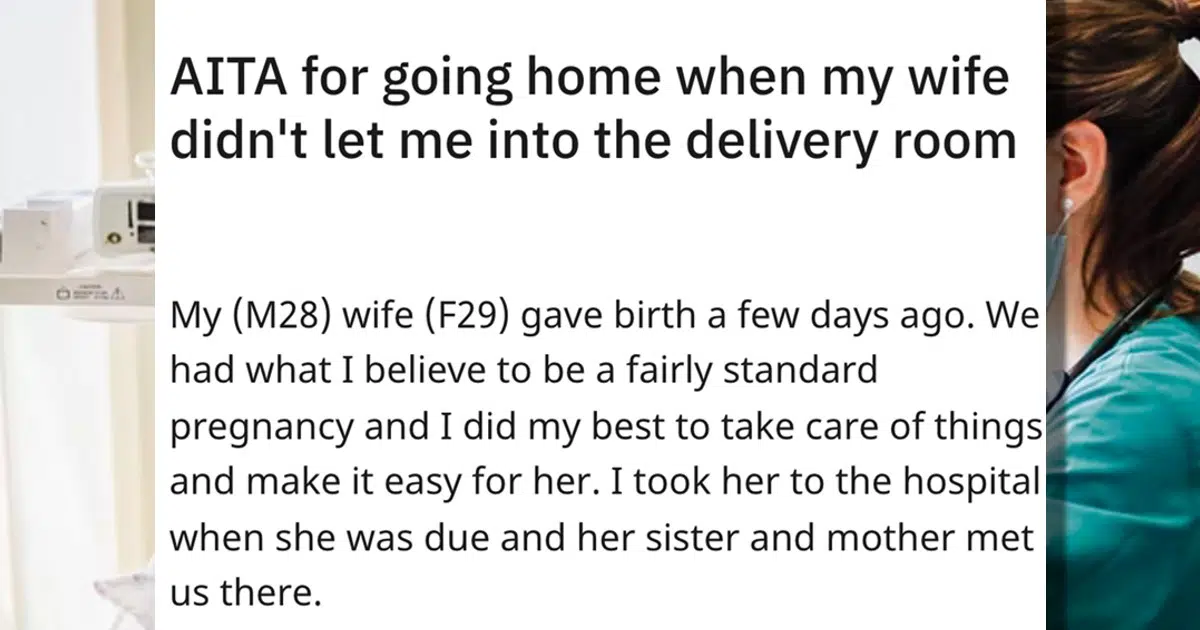 AITA for going home when my wife
didn't let me into the delivery room
My (M28) wife (F29) gave birth a few days ago. We
had what I believe to be a fairly standard
pregnancy and I did my best to take care of things
and make it easy for her. I took her to the hospital
when she was due and her sister and mother met
us there.